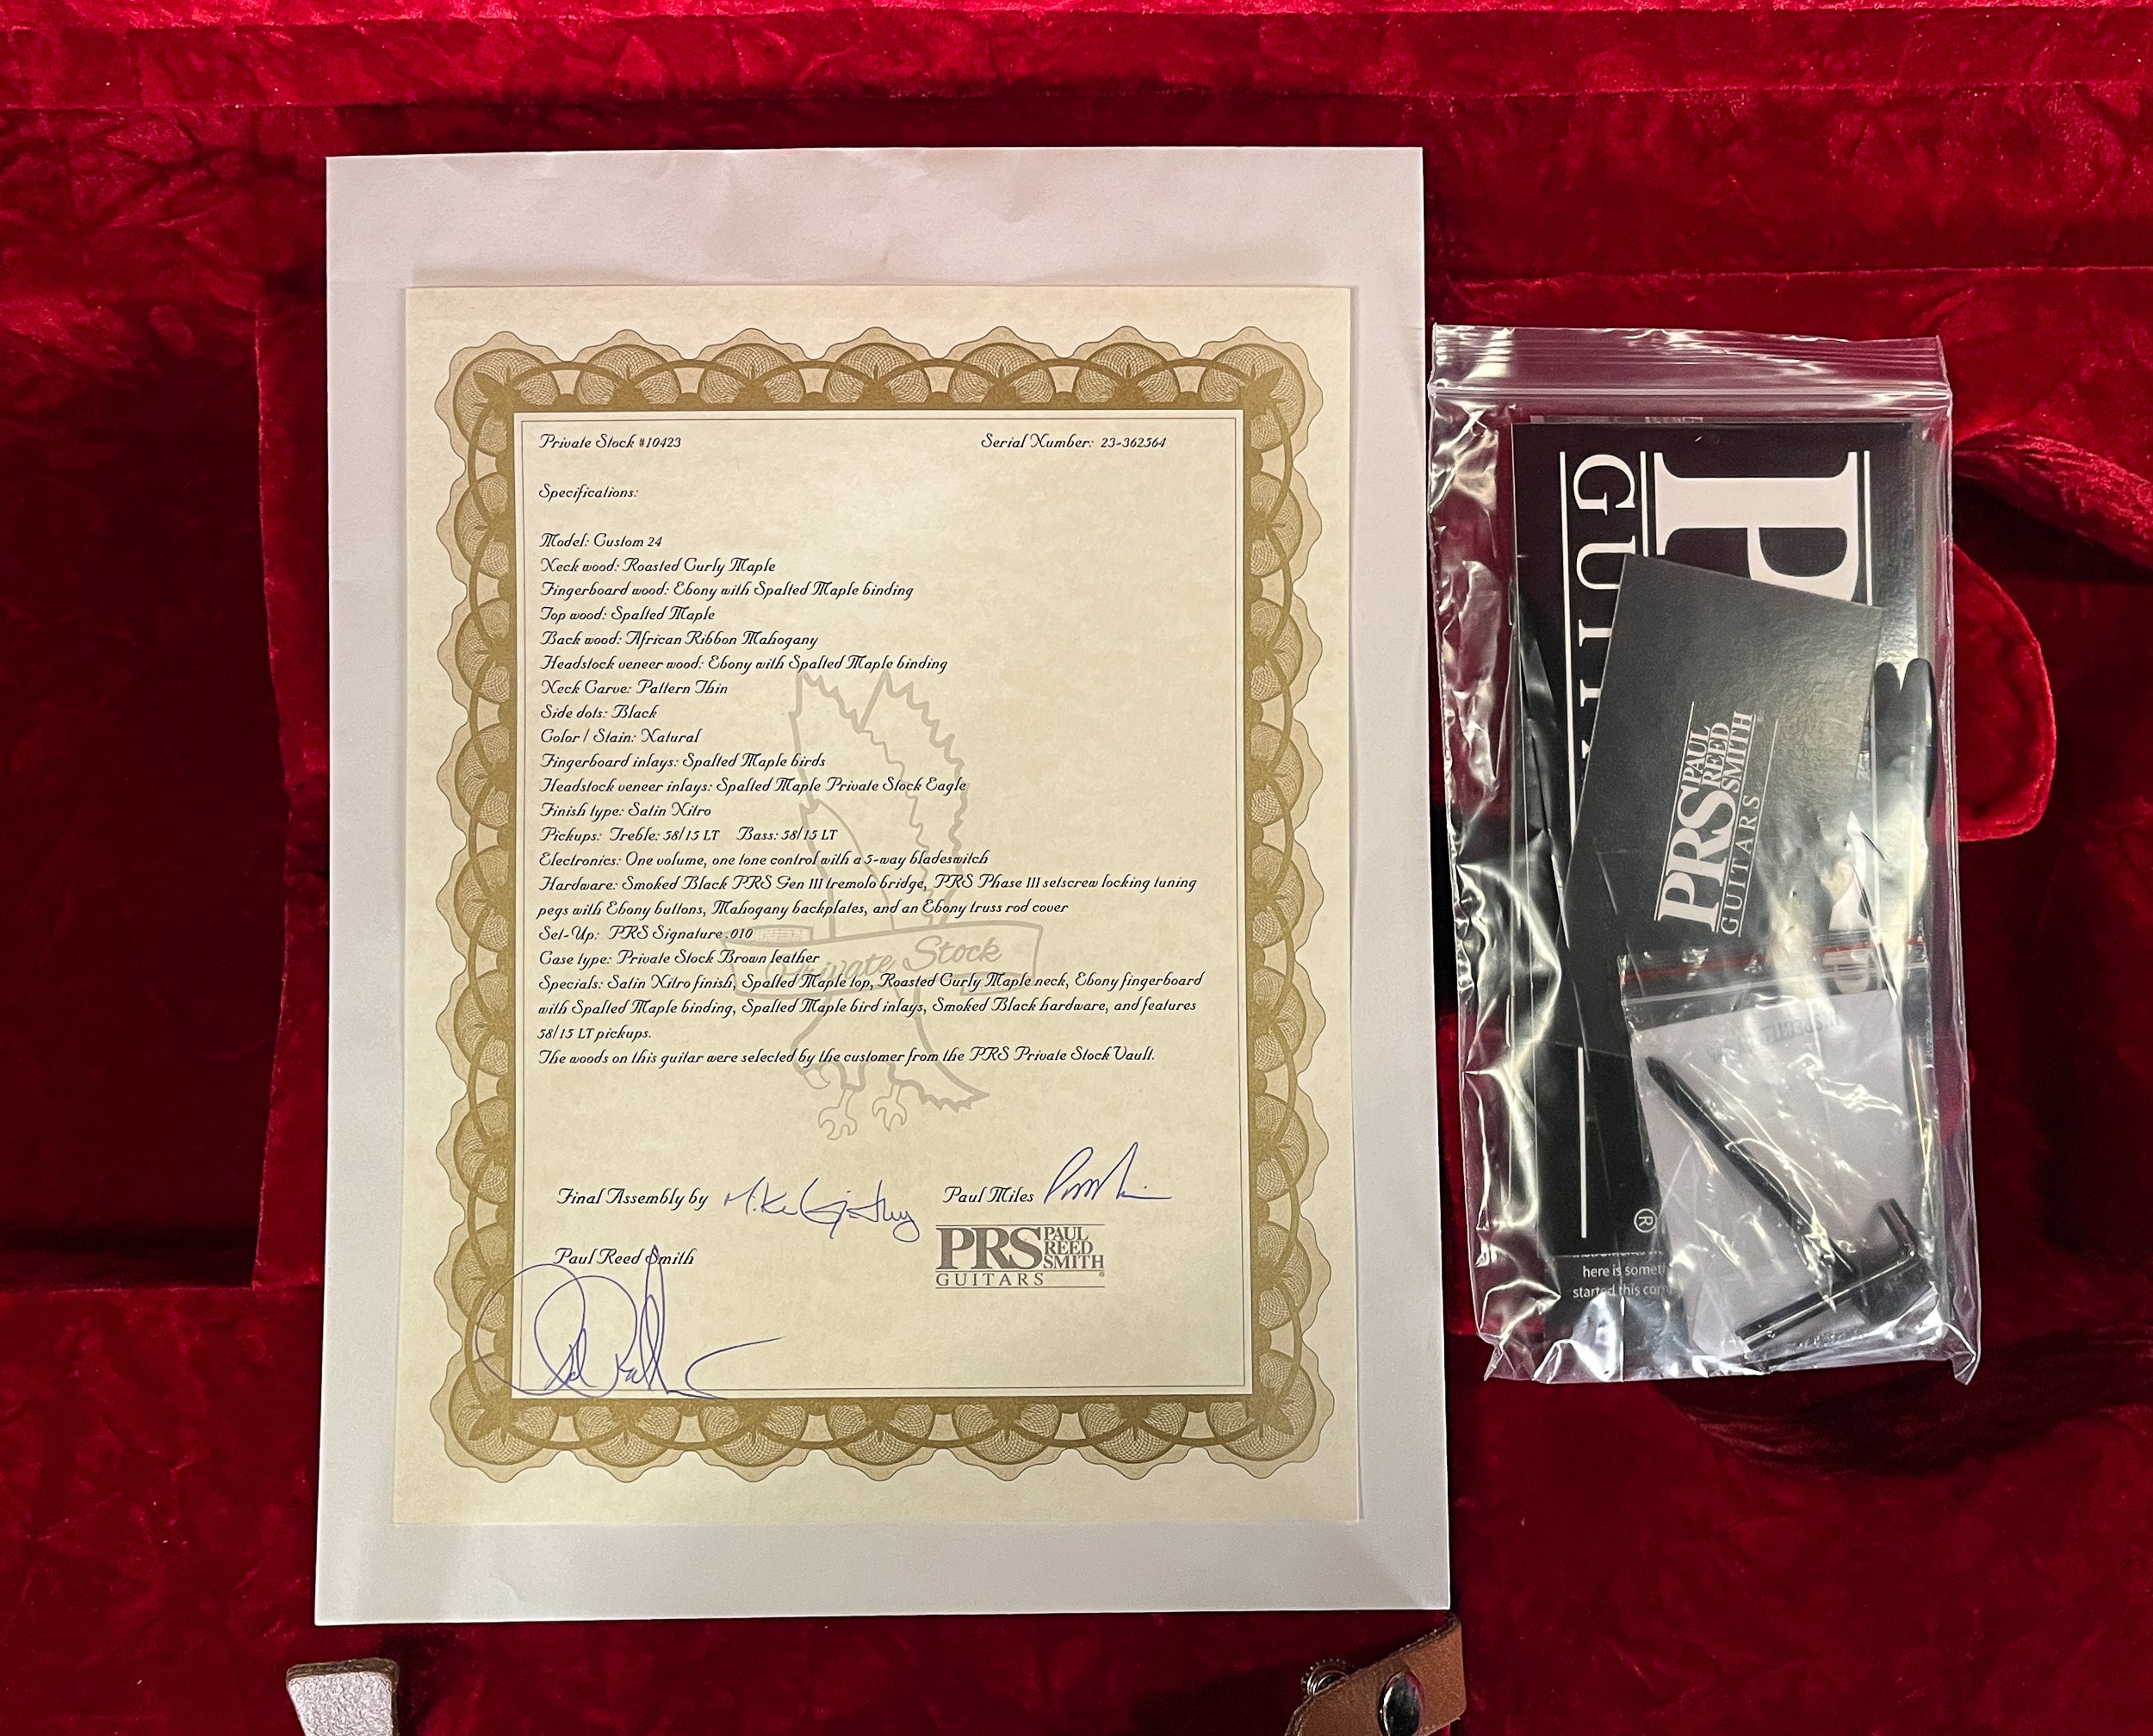 Private Stock #10423
Serial Number: 23-362564
Specifications:
Model: Custom 24
Neck wood: Roasted Curly Maple
Fingerboard wood: Ebony with Spalted Maple binding
Top wood: Spalted Maple
Back wood: African Ribbon Mahogany
Headstock veneer wood: Ebony with Spalted Maple binding
Neck Carve: Pattern Thin
Side dots: Black
Color / Stain: Natural
Fingerboard inlays: Spalted Maple birds
Headstock veneer inlays: Spalted Maple Private Stock Eagle
Finish type: Satin Nitro
Pickups: Treble: 58/15 LT Bass: 58/15 LT
Electronics: One volume, one tone control with a 5-way bladeswitch
Hardware: Smoked Black PRS Gen III tremolo bridge, PRS Phase III setscrew locking tuning
pegs with Ebony buttons, Mahogany backplates, and an Ebony truss rod cover
Set-Up: PRS Signature .010
Case type: Private Stock Brown leather
Private Stock
Specials: Satin Nitro finish, Spalted Maple top, Roasted Curly Maple neck, Ebony fingerboard
with Spalted Maple binding, Spalted Maple bird inlays, Smoked Black hardware, and features
58/15 LT pickups.
The woods on this guitar were selected by the customer from the PRS Private Stock Vault.
Final Assembly by
Paul Miles
Paul Reed Smith
PRS PAUL REED SMITH
GUITARS
P
GUIT
PRS PAUL REED SMITH
GUITARS
®
here is somet
started this com